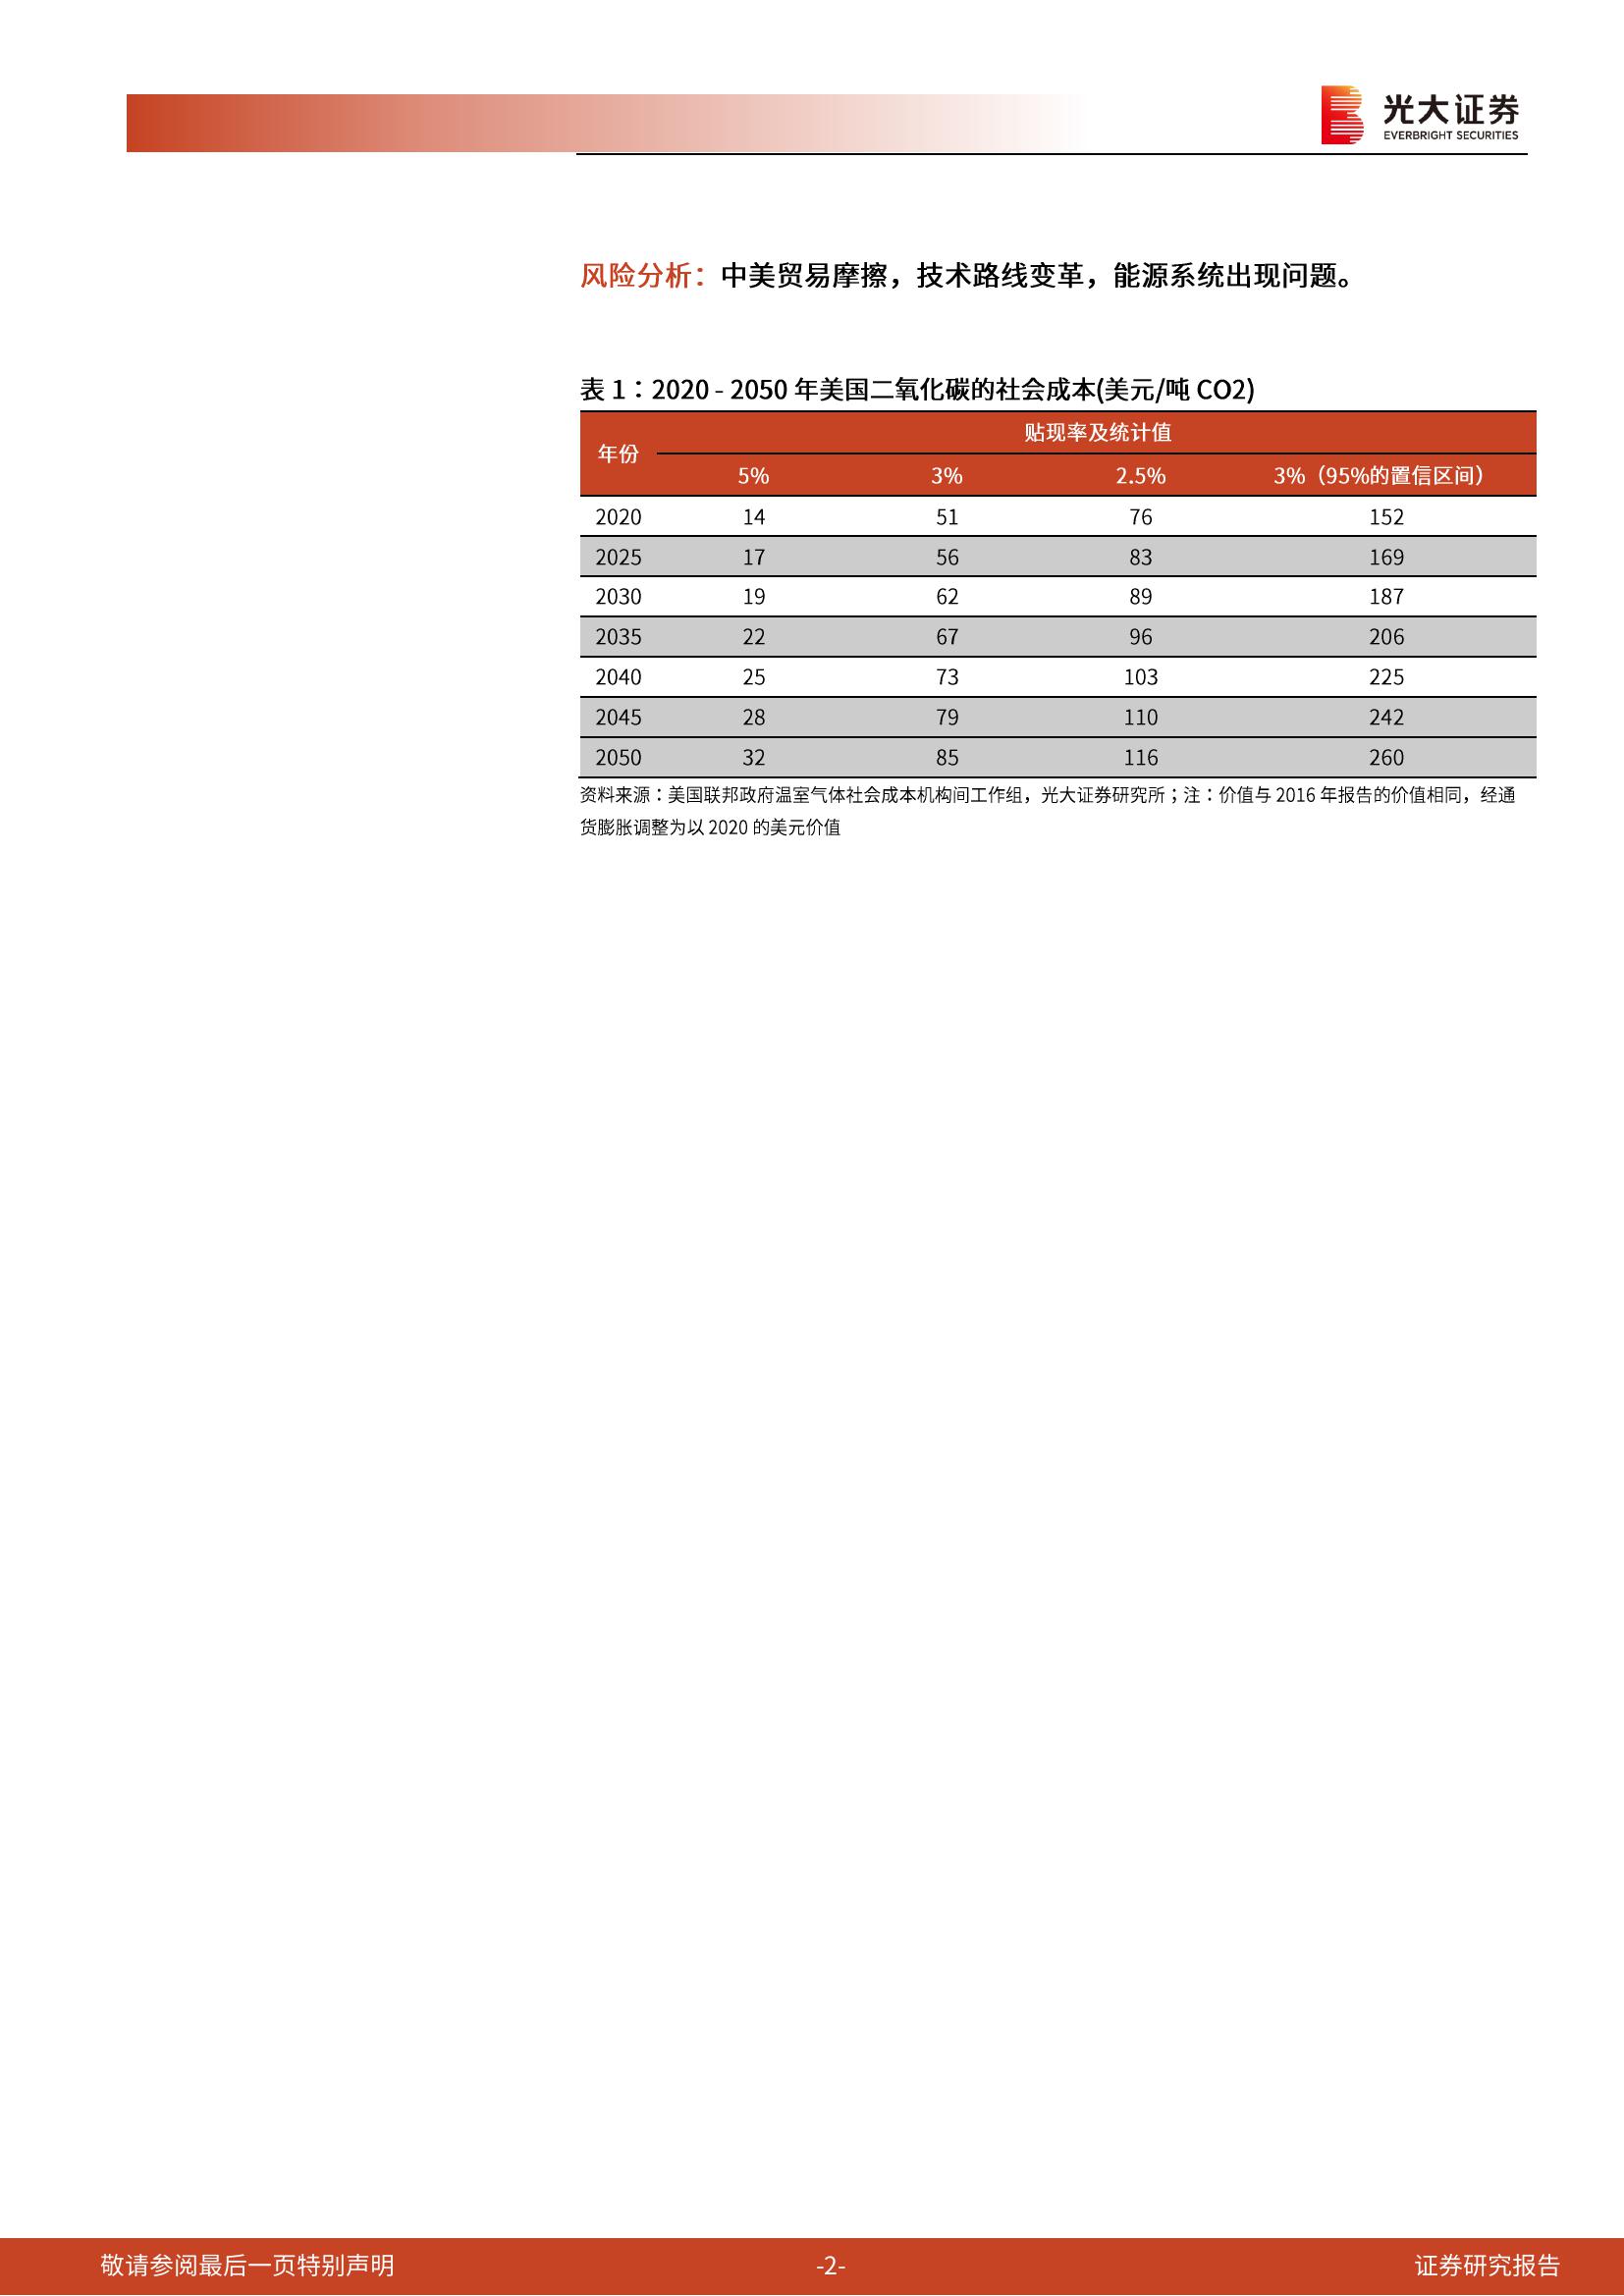 光大证券
EVERBRIGHT SECURITIES
风险分析：中美贸易摩擦，技术路线变革，能源系统出现问题。
表 1：2020 - 2050 年美国二氧化碳的社会成本(美元/吨 CO2)
年份 贴现率及统计值
5% 3% 2.5% 3%（95%的置信区间）
2020 14 51 76 152
2025 17 56 83 169
2030 19 62 89 187
2035 22 67 96 206
2040 25 73 103 225
2045 28 79 110 242
2050 32 85 116 260
资料来源：美国联邦政府温室气体社会成本机构间工作组，光大证券研究所；注：价值与 2016 年报告的价值相同，经通
货膨胀调整为以 2020 的美元价值
敬请参阅最后一页特别声明 -2- 证券研究报告